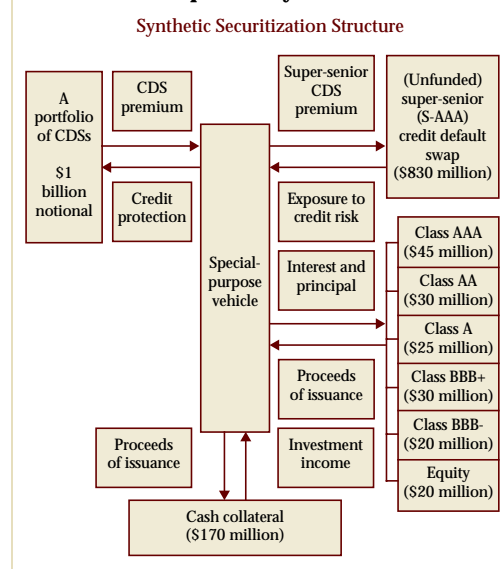 Synthetic Securitization Structure
A
portfolio
of CDSs
$1
billion
notional
CDS
premium
Credit
protection
Special-
purpose
vehicle
Super-senior
CDS
premium
Exposure to
credit risk
(Unfunded)
super-senior
(S-AAA)
credit default
swap
($830 million)
Interest and
principal
Proceeds
of issuance
Class AAA
($45 million)
Class AA
($30 million)
Class A
($25 million)
Class BBB+
($30 million)
Class BBB-
($20 million)
Equity
($20 million)
Proceeds
of issuance
Investment
income
Cash collateral
($170 million)